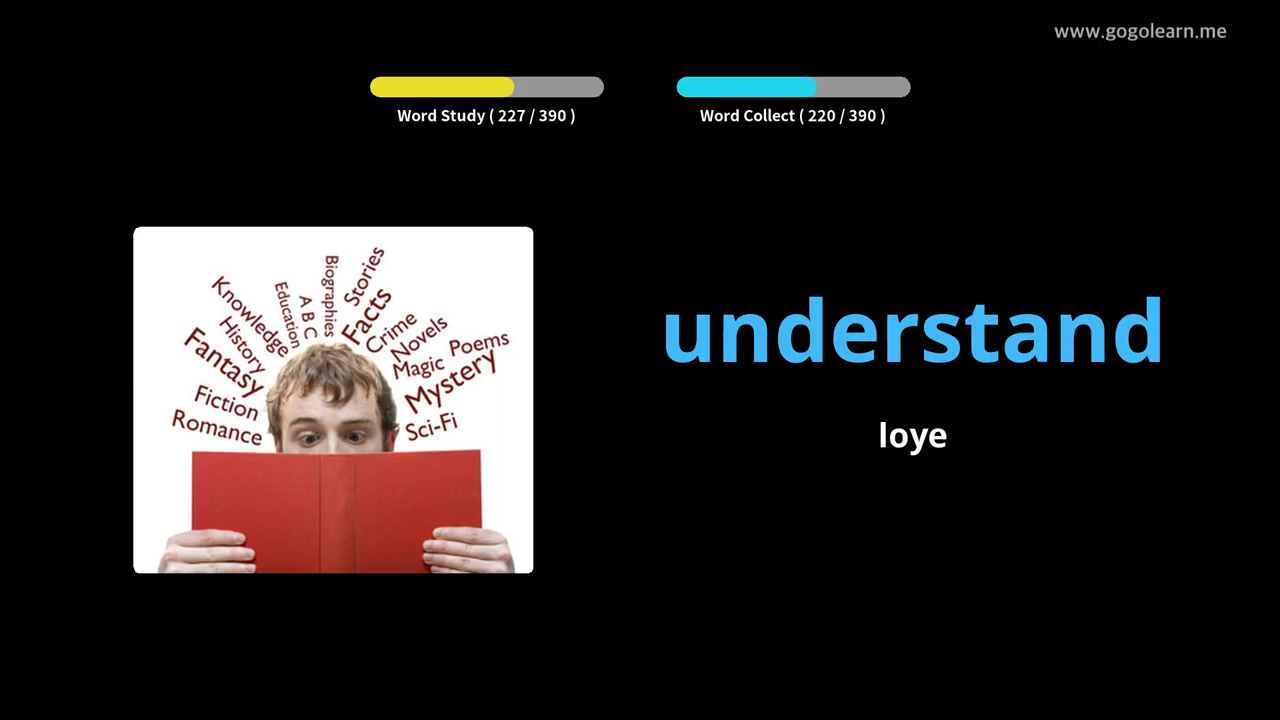 www.gogolearn.me
Word Study ( 227 / 390 )
Word Collect ( 220 / 390 )
understand
loye
Biographies
Stories
Education
A B C
Facts
Knowledge
Crime
History
Novels
Fantasy
Magic
Poems
Mystery
Fiction
Romance
Sci-Fi